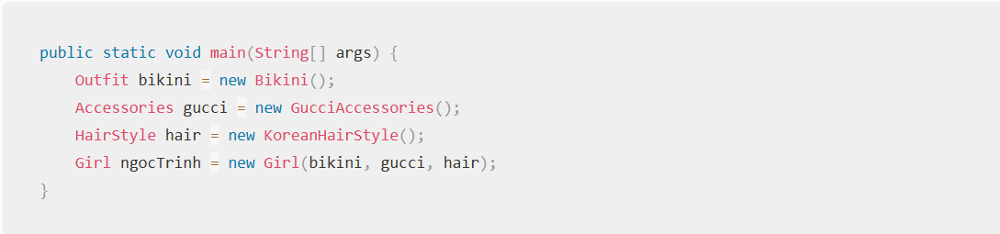 public static void main(String[] args) {
    Outfit bikini = new Bikini();
    Accessories gucci = new GucciAccessories();
    HairStyle hair = new KoreanHairStyle();
    Girl ngocTrinh = new Girl(bikini, gucci, hair);
}